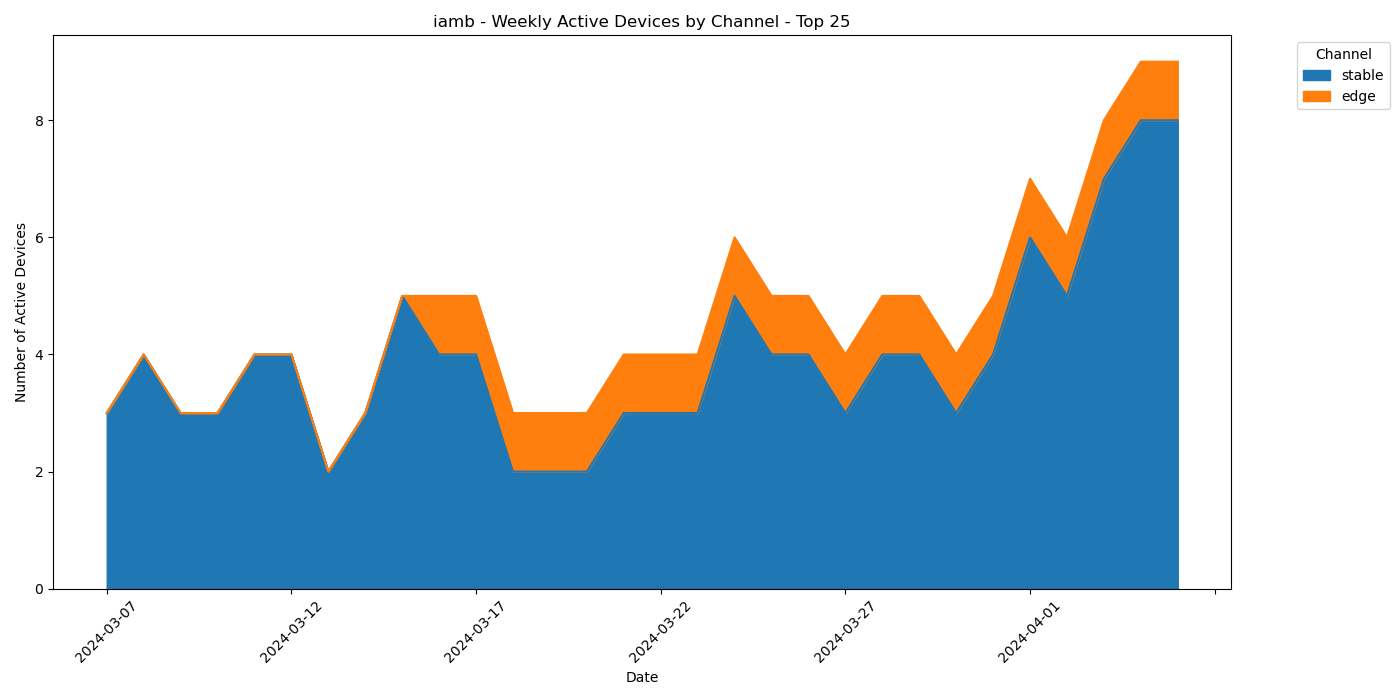 iamb - Weekly Active Devices by Channel - Top 25
Channel
stable
edge
Number of Active Devices
8
6
4
2
0
2024-03-07
2024-03-12
2024-03-17
2024-03-22
2024-03-27
2024-04-01
Date